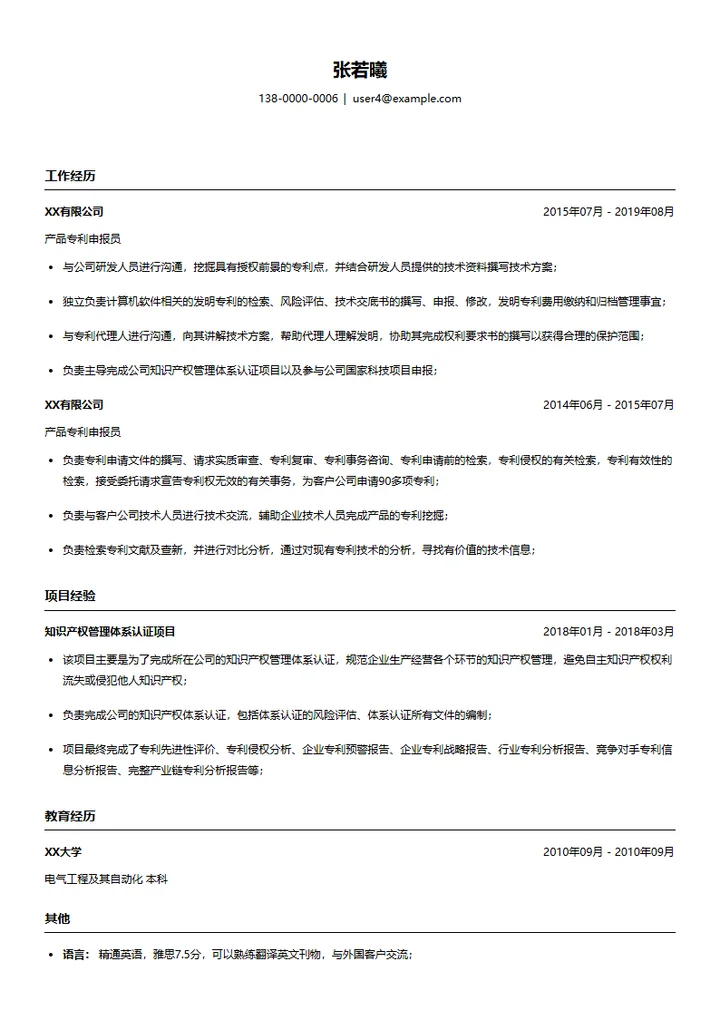 张若曦
138-0000-0006 | user4@example.com
工作经历
XX有限公司 2015年07月 - 2019年08月
产品专利申报员
• 与公司研发人员进行沟通，挖掘具有授权前景的专利点，并结合研发人员提供的技术资料撰写技术方案；
• 独立负责计算机软件相关的发明专利的检索、风险评估、技术交底书的撰写、申报、修改，发明专利费用缴纳和归档管理事宜；
• 与专利代理人进行沟通，向其讲解技术方案，帮助代理人理解发明，协助其完成权利要求书的撰写以获得合理的保护范围；
• 负责主导完成公司知识产权管理体系认证项目以及参与公司国家科技项目申报；
XX有限公司 2014年06月 - 2015年07月
产品专利申报员
• 负责专利申请文件的撰写、请求实质审查、专利复审、专利事务咨询、专利申请前的检索，专利侵权的有关检索，专利有效性的
检索，接受委托请求宣告专利权无效的有关事务，为客户公司申请90多项专利；
• 负责与客户公司技术人员进行技术交流，辅助企业技术人员完成产品的专利挖掘；
• 负责检索专利文献及查新，并进行对比分析，通过对现有专利技术的分析，寻找有价值的技术信息；
项目经验
知识产权管理体系认证项目 2018年01月 - 2018年03月
• 该项目主要是为了完成所在公司的知识产权管理体系认证，规范企业生产经营各个环节的知识产权管理，避免自主知识产权权利
流失或侵犯他人知识产权；
• 负责完成公司的知识产权体系认证，包括体系认证的风险评估、体系认证所有文件的编制；
• 项目最终完成了专利先进性评价、专利侵权分析、企业专利预警报告、企业专利战略报告、行业专利分析报告、竞争对手专利信
息分析报告、完整产业链专利分析报告等；
教育经历
XX大学 2010年09月 - 2010年09月
电气工程及其自动化 本科
其他
• 语言： 精通英语，雅思7.5分，可以熟练翻译英文刊物，与外国客户交流；